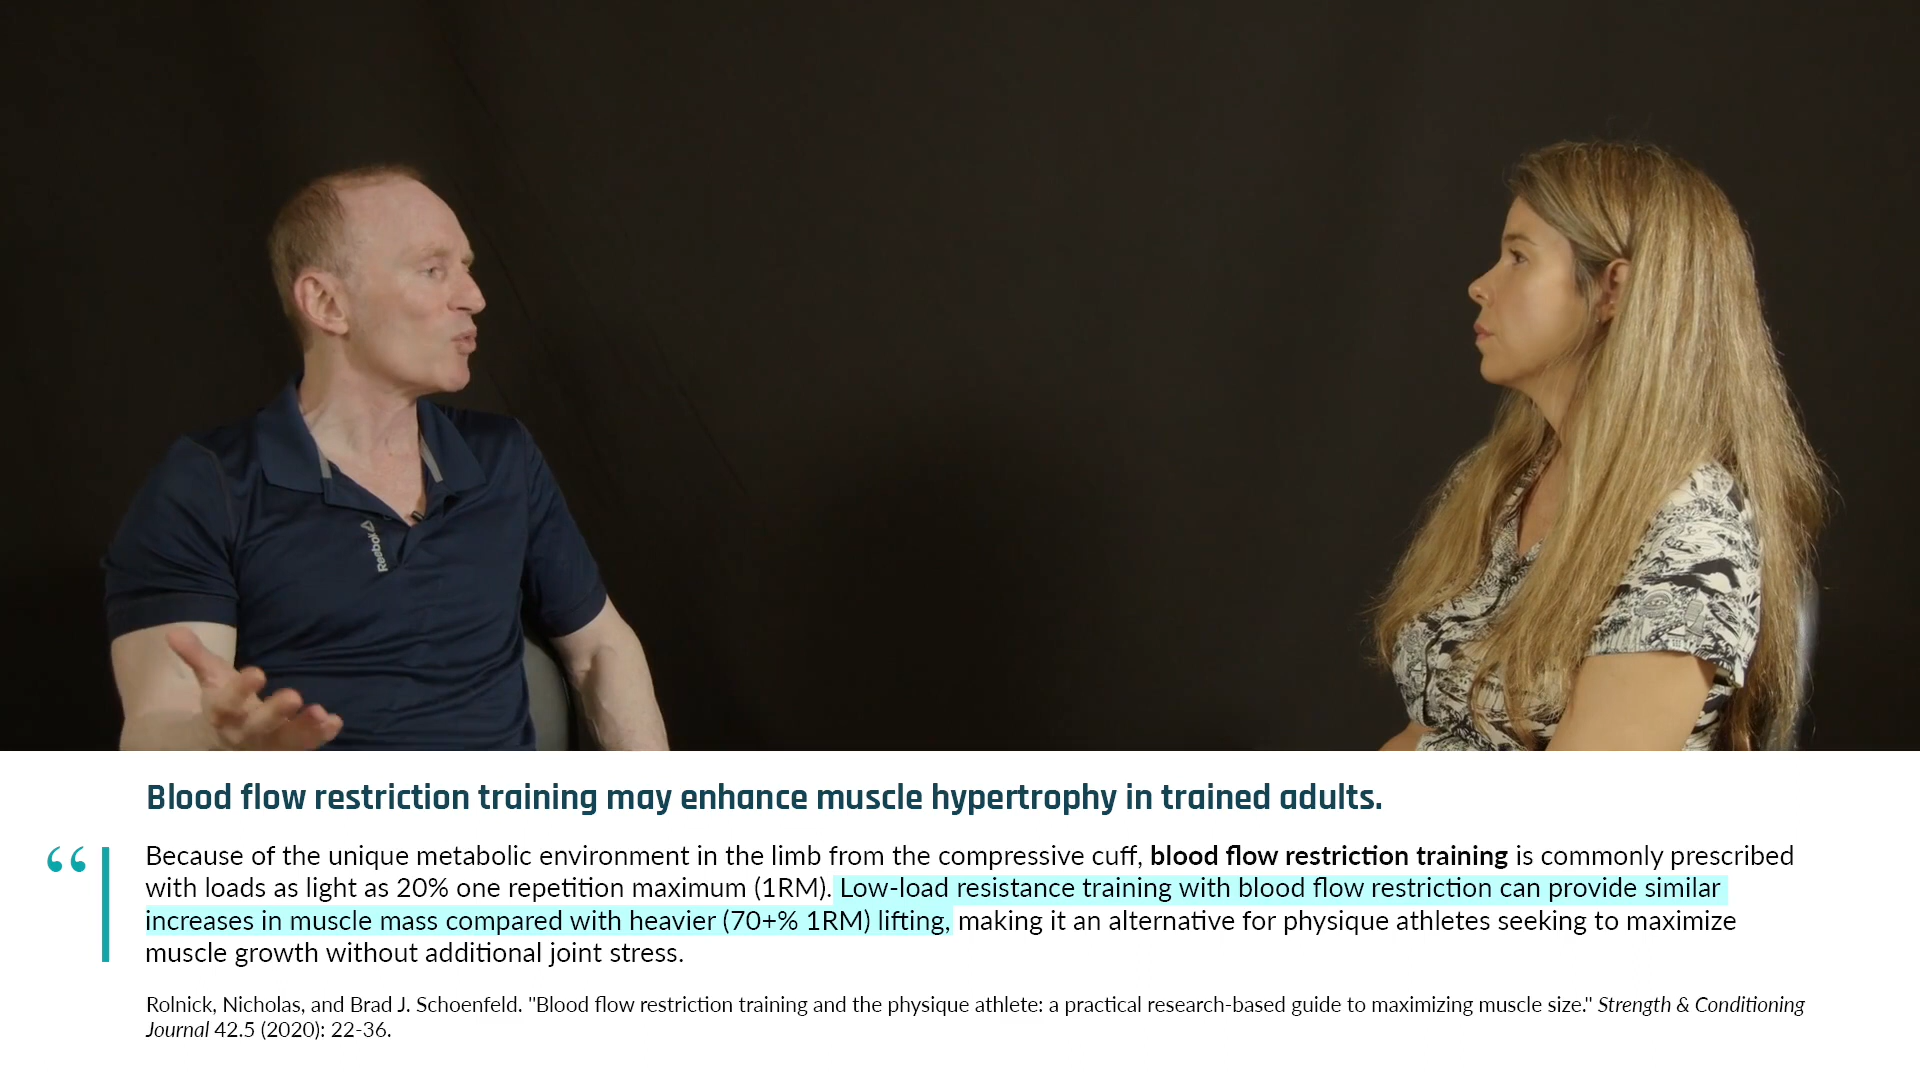 Reebok
Blood flow restriction training may enhance muscle hypertrophy in trained adults.
“
Because of the unique metabolic environment in the limb from the compressive cuff, blood flow restriction training is commonly prescribed
with loads as light as 20% one repetition maximum (1RM). Low-load resistance training with blood flow restriction can provide similar
increases in muscle mass compared with heavier (70+% 1RM) lifting, making it an alternative for physique athletes seeking to maximize
muscle growth without additional joint stress.
Rolnick, Nicholas, and Brad J. Schoenfeld. "Blood flow restriction training and the physique athlete: a practical research-based guide to maximizing muscle size." Strength & Conditioning
Journal 42.5 (2020): 22-36.